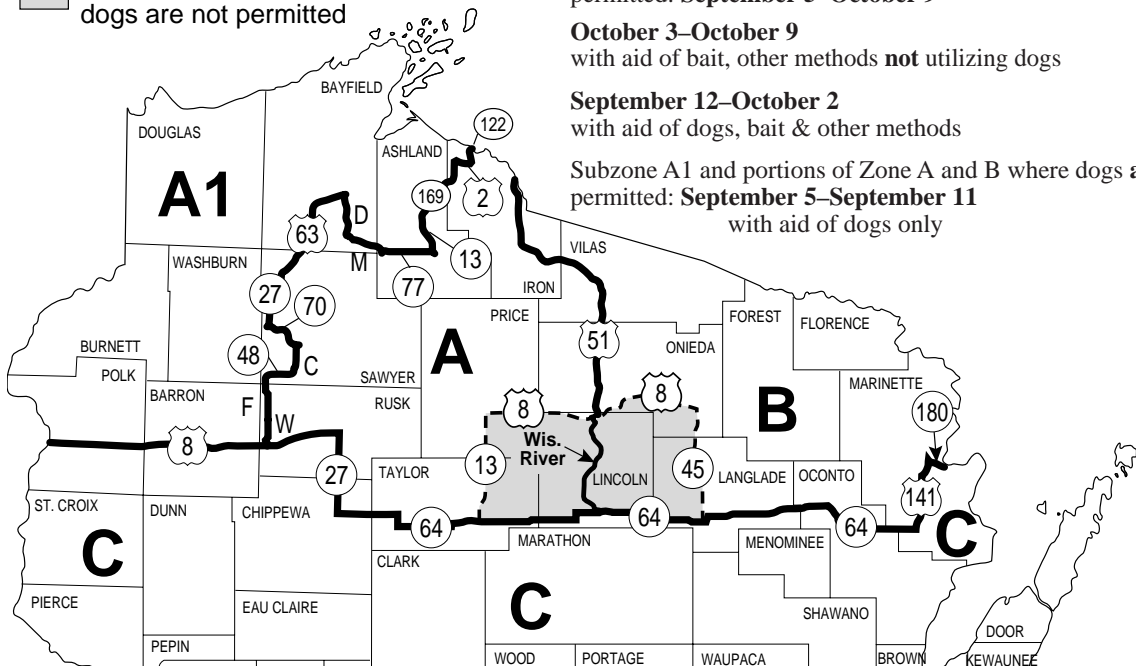 dogs are not permitted
permitted: September 5–October 9
October 3–October 9
with aid of bait, other methods not utilizing dogs
September 12–October 2
with aid of dogs, bait & other methods
Subzone A1 and portions of Zone A and B where dogs
permitted: September 5–September 11
with aid of dogs only
BAYFIELD
DOUGLAS
122
ASHLAND
A1
169
2
D
63
M
13
VILAS
WASHBURN
77
IRON
27
70
PRICE
FOREST
FLORENCE
51
A
ONIEDA
BURNETT
48
C
POLK
SAWYER
MARINETTE
BARRON
RUSK
8
8
B
180
F
W
Wis.
River
8
13
45
27
TAYLOR
LINCOLN
LANGLADE
OCONTO
141
ST. CROIX
DUNN
CHIPPEWA
64
64
64
C
MARATHON
MENOMINEE
C
CLARK
C
PIERCE
EAU CLAIRE
SHAWANO
DOOR
PEPIN
WOOD
PORTAGE
WAUPACA
BROWN
KEWAUNEE